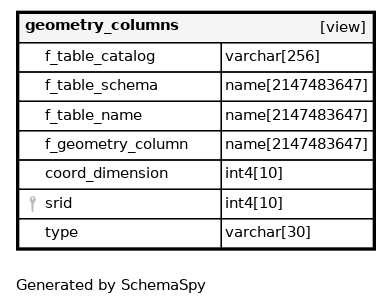 geometry_columns [view]
f_table_catalog varchar[256]
f_table_schema name[2147483647]
f_table_name name[2147483647]
f_geometry_column name[2147483647]
coord_dimension int4[10]
srid int4[10]
type varchar[30]
Generated by SchemaSpy